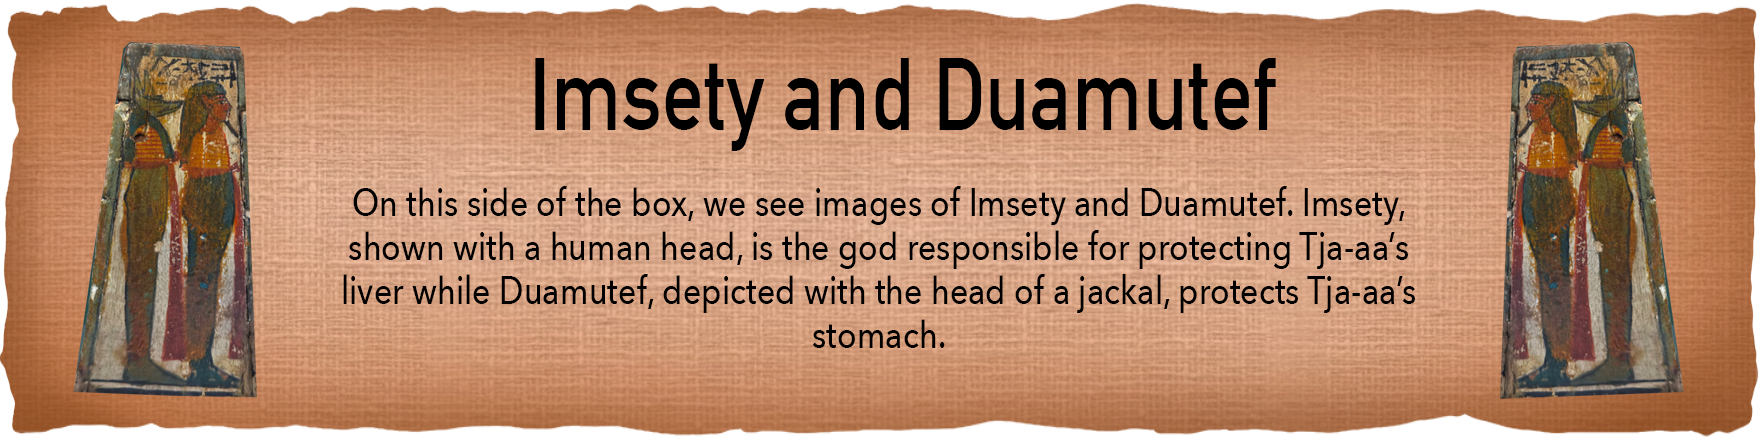 Imsety and Duamutef
On this side of the box, we see images of Imsety and Duamutef. Imsety,
shown with a human head, is the god responsible for protecting Tja-aa’s
liver while Duamutef, depicted with the head of a jackal, protects Tja-aa’s
stomach.